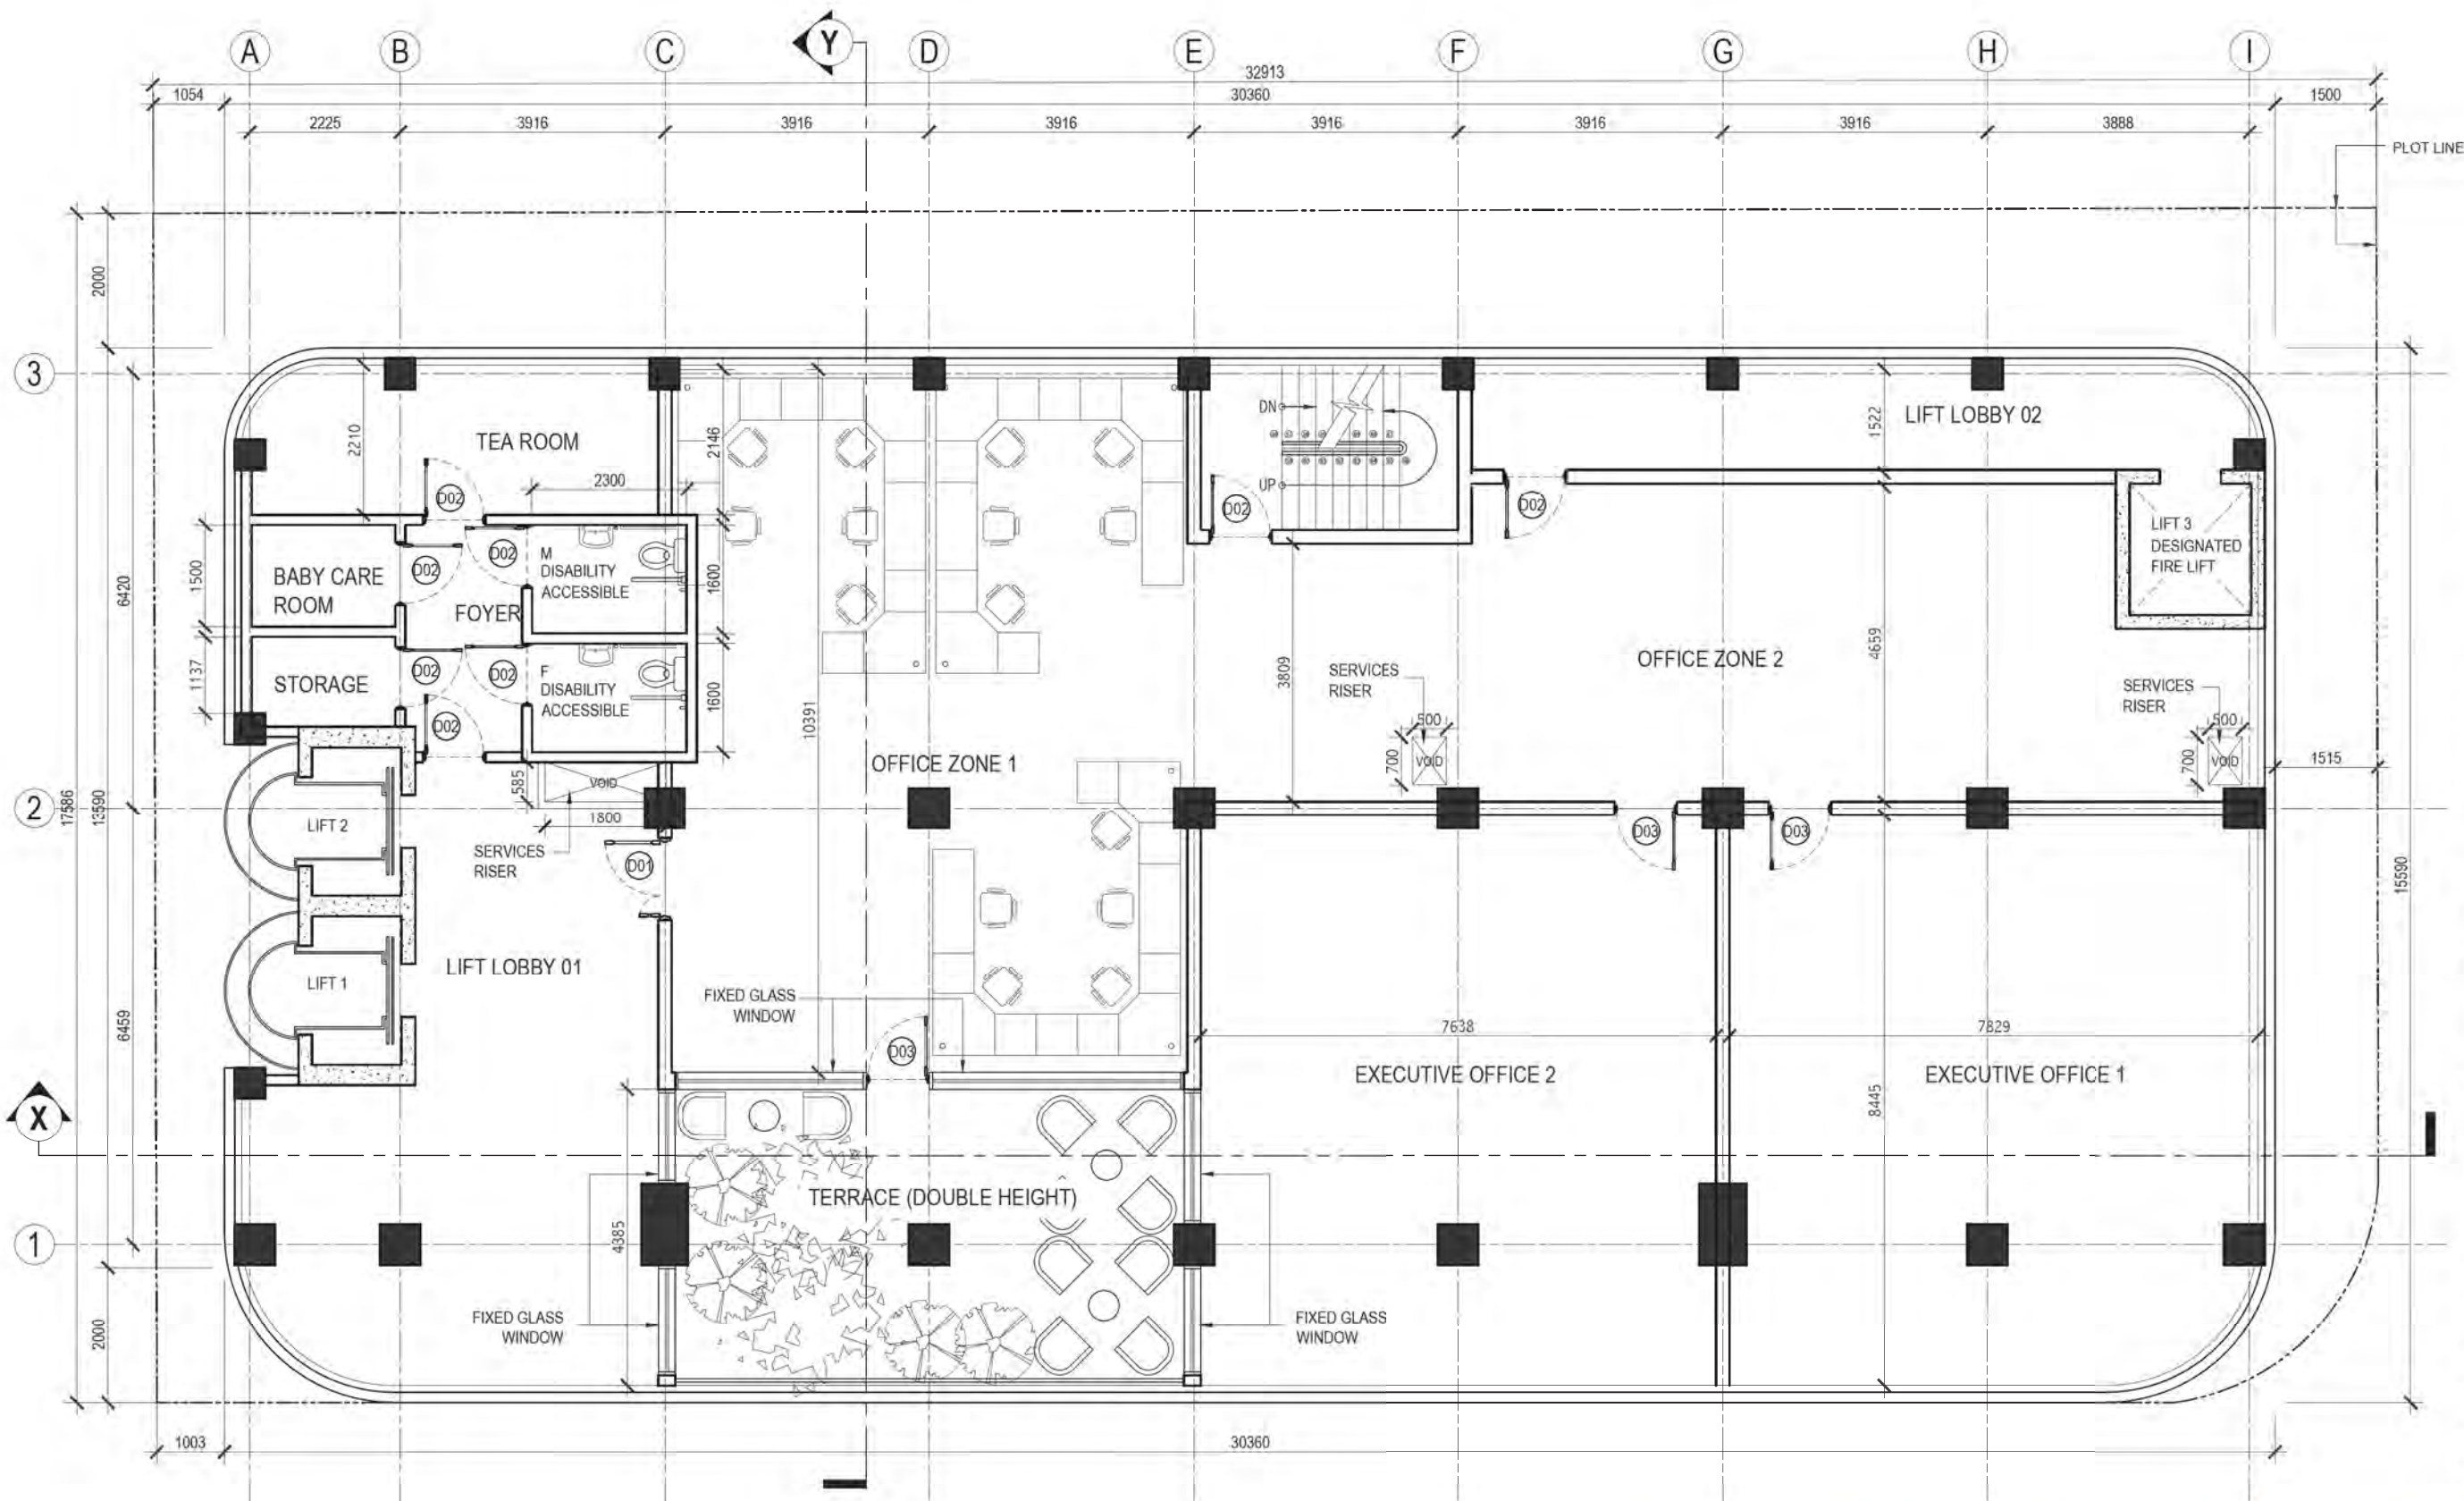 A
B
C
Y
D
E
F
G
H
I
32913
1054
30360
1500
2225
3916
3916
3916
3916
3916
3916
3888
PLOT LINE
2000
3
2210
TEA ROOM
2146
DN
1522
LIFT LOBBY 02
2300
UP
D02
D02
D02
D02
D02
M
DISABILITY
ACCESSIBLE
LIFT 3
DESIGNATED
FIRE LIFT
1500
BABY CARE
ROOM
1600
6420
FOYER
1137
STORAGE
D02
D02
F
DISABILITY
ACCESSIBLE
1600
3809
4659
OFFICE ZONE 2
SERVICES
RISER
SERVICES
RISER
D02
10391
OFFICE ZONE 1
500
700
VOID
500
700
VOID
1515
585
VOID
2
17586
13590
1800
LIFT 2
SERVICES
RISER
D01
D03
D03
15590
LIFT 1
LIFT LOBBY 01
FIXED GLASS
WINDOW
6459
7638
7829
D03
EXECUTIVE OFFICE 2
EXECUTIVE OFFICE 1
X
8445
TERRACE (DOUBLE HEIGHT)
4385
1
FIXED GLASS
WINDOW
FIXED GLASS
WINDOW
2000
1003
30360